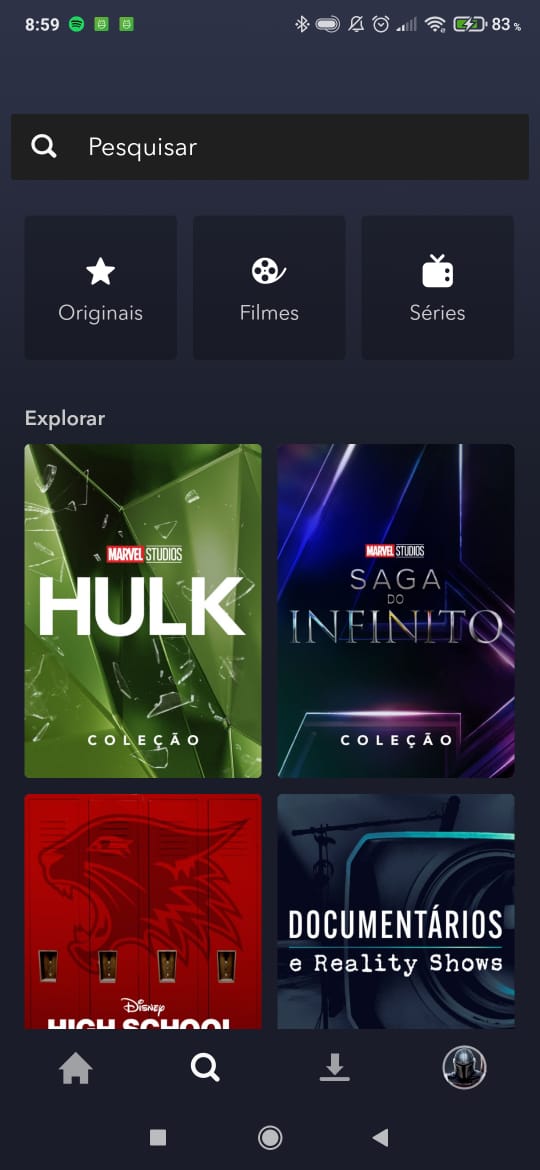 8:59
83 %
Pesquisar
Originais
Filmes
Séries
Explorar
MARVEL STUDIOS
HULK
COLEÇÃO
MARVEL STUDIOS
SAGA
DO
INFINITO
COLEÇÃO
Disney
HIGH SCHOOL
DOCUMENTÁRIOS
e Reality Shows